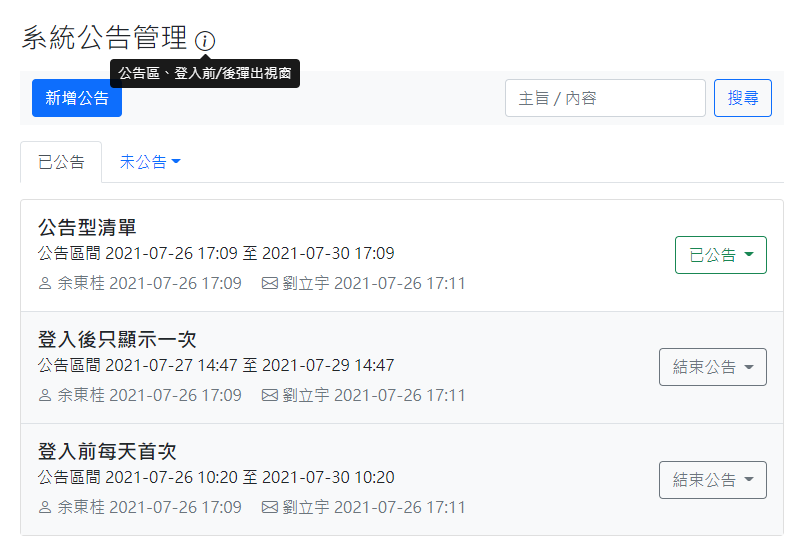 系統公告管理
公告區、登入前/後彈出視窗
新增公告
主旨 / 內容
搜尋
已公告
未公告
公告型清單
公告區間 2021-07-26 17:09 至 2021-07-30 17:09
余東桂 2021-07-26 17:09 劉立宇 2021-07-26 17:11
已公告
登入後只顯示一次
公告區間 2021-07-27 14:47 至 2021-07-29 14:47
余東桂 2021-07-26 17:09 劉立宇 2021-07-26 17:11
結束公告
登入前每天首次
公告區間 2021-07-26 10:20 至 2021-07-30 10:20
余東桂 2021-07-26 17:09 劉立宇 2021-07-26 17:11
結束公告